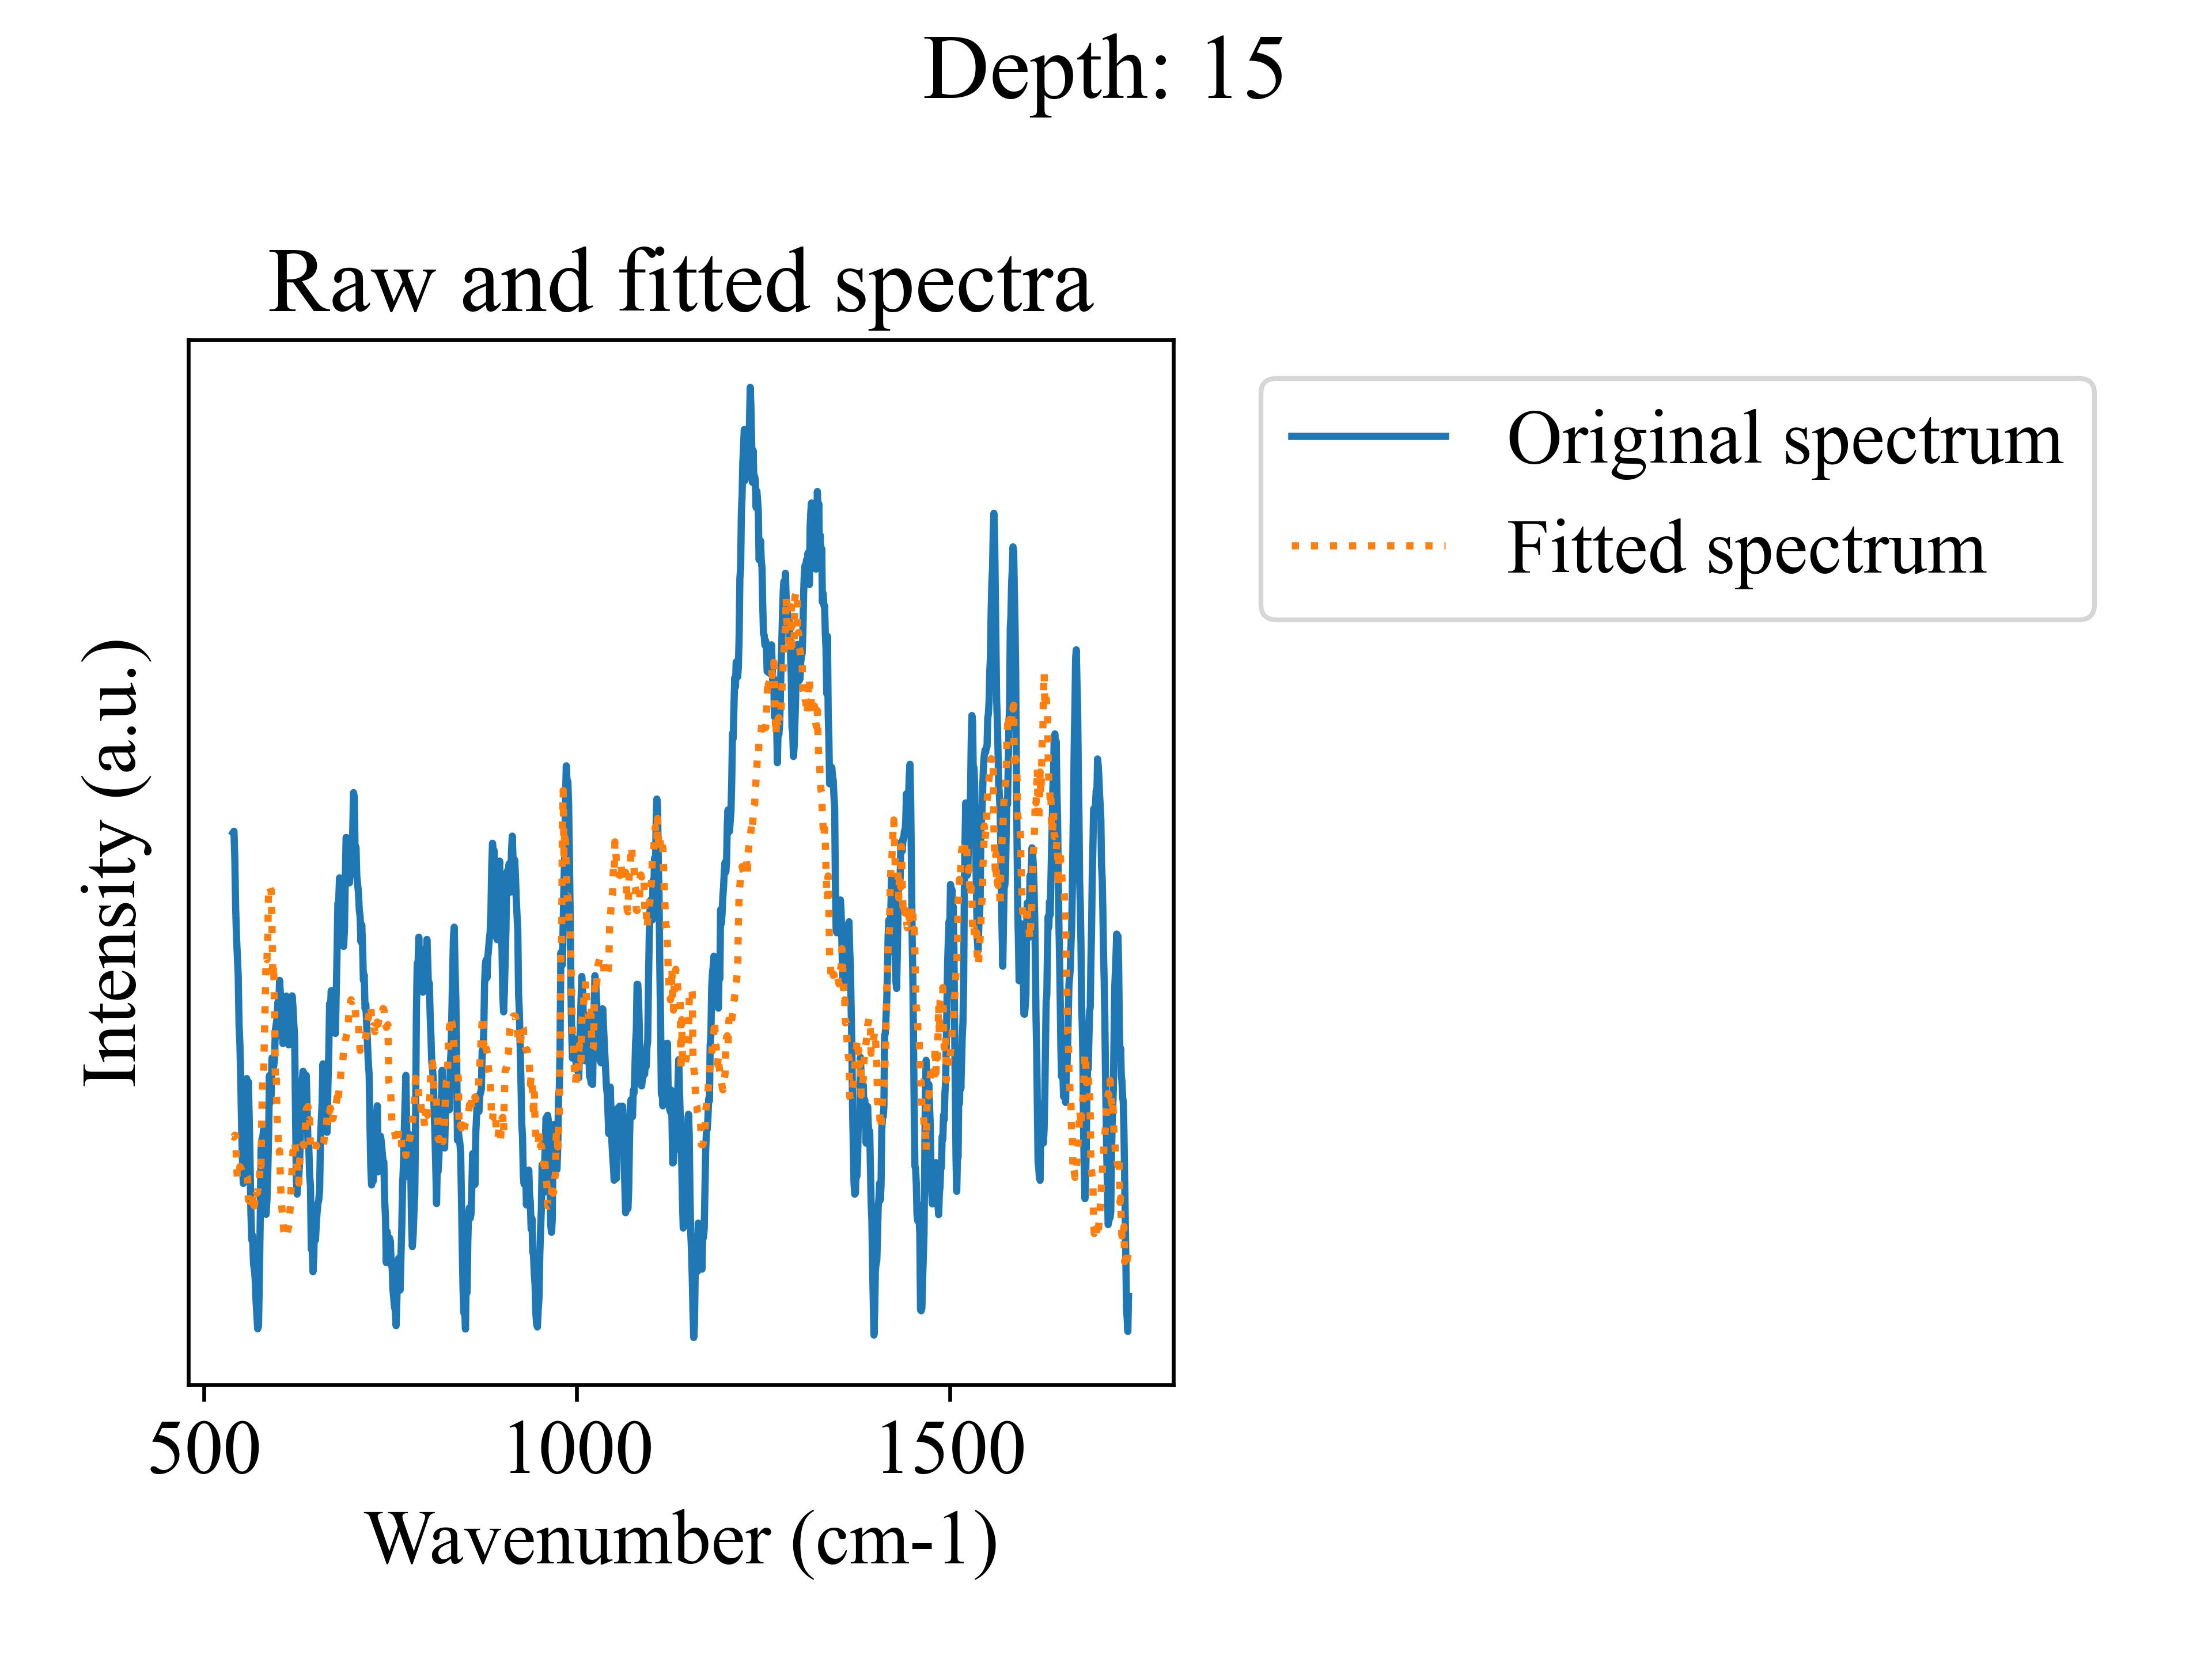 Depth: 15
Raw and fitted spectra
Original spectrum
Fitted spectrum
Intensity (a.u.)
500 1000 1500
Wavenumber (cm-1)